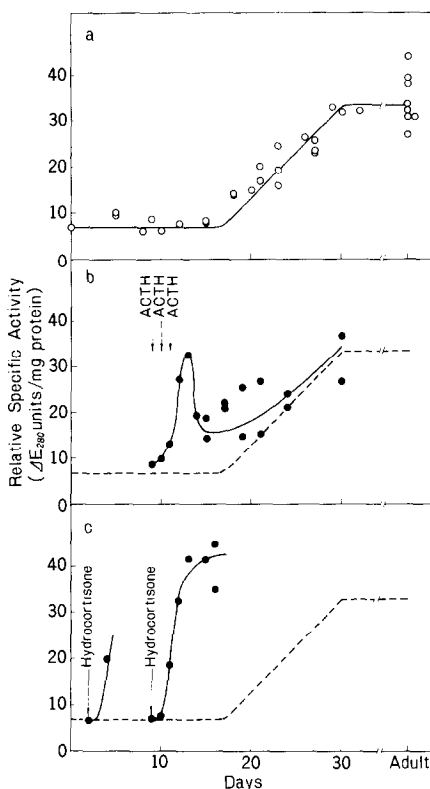 a
40
30
20
10
0
b
ACTH
ACTH
ACTH
40
30
20
10
0
c
Hydrocortisone
Hydrocortisone
40
30
20
10
0
10
20
30
Adult
Days
Relative Specific Activity
(ΔE280 units/mg protein)